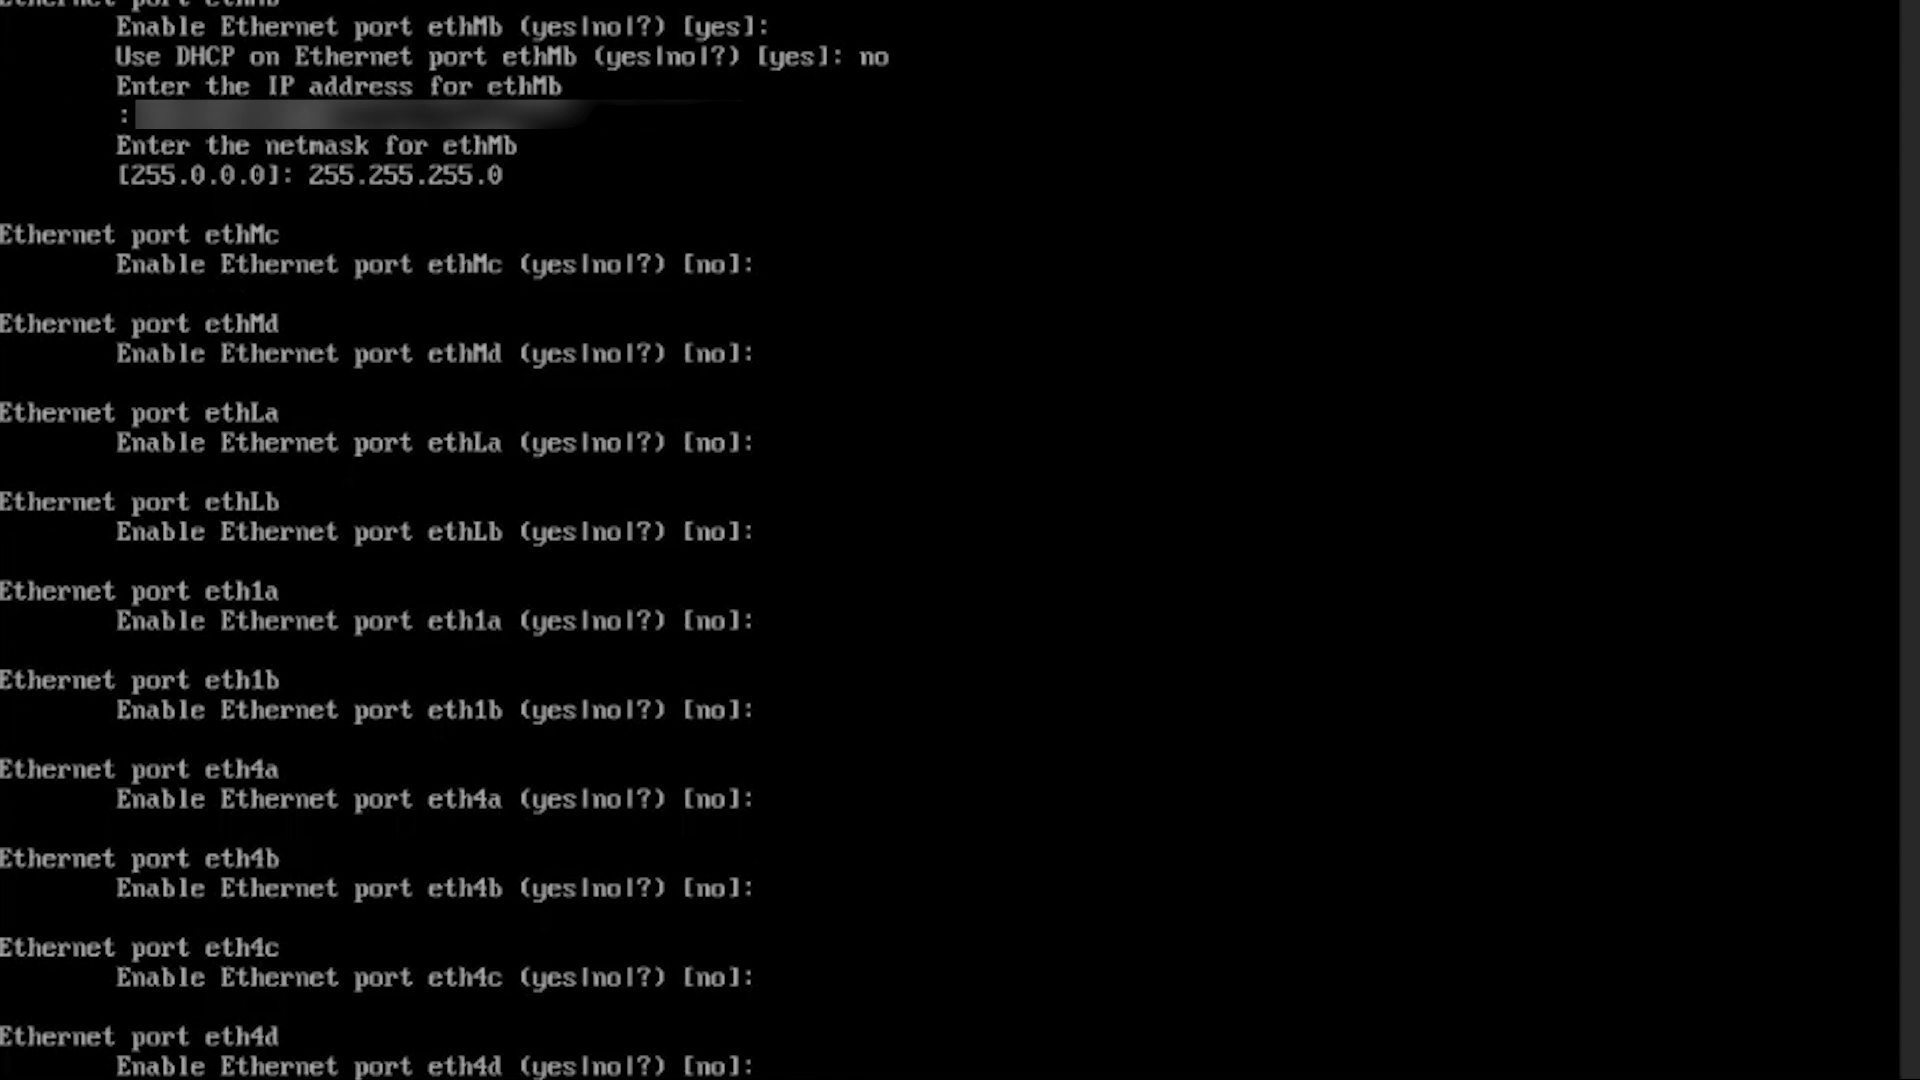 Ethernet port ethMb
Enable Ethernet port ethMb (yes|no|?) [yes]:
Use DHCP on Ethernet port ethMb (yes|no|?) [yes]: no
Enter the IP address for ethMb
:
Enter the netmask for ethMb
[255.0.0.0]: 255.255.255.0
Ethernet port ethMc
Enable Ethernet port ethMc (yes|no|?) [no]:
Ethernet port ethMd
Enable Ethernet port ethMd (yes|no|?) [no]:
Ethernet port ethLa
Enable Ethernet port ethLa (yes|no|?) [no]:
Ethernet port ethLb
Enable Ethernet port ethLb (yes|no|?) [no]:
Ethernet port eth1a
Enable Ethernet port eth1a (yes|no|?) [no]:
Ethernet port eth1b
Enable Ethernet port eth1b (yes|no|?) [no]:
Ethernet port eth4a
Enable Ethernet port eth4a (yes|no|?) [no]:
Ethernet port eth4b
Enable Ethernet port eth4b (yes|no|?) [no]:
Ethernet port eth4c
Enable Ethernet port eth4c (yes|no|?) [no]:
Ethernet port eth4d
Enable Ethernet port eth4d (yes|no|?) [no]: